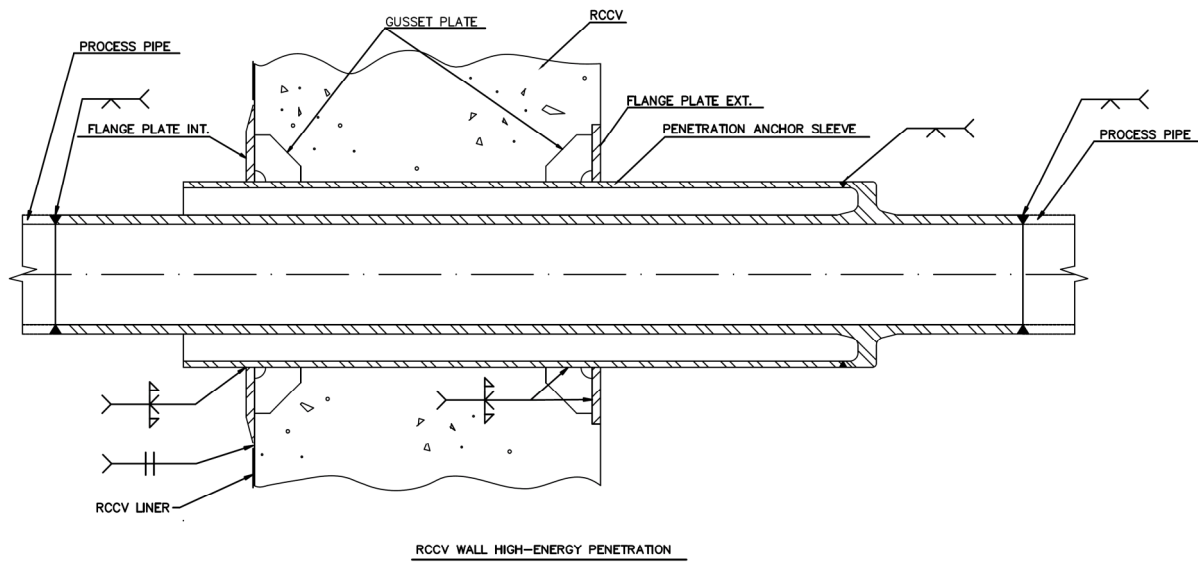 GUSSET PLATE
RCCV
PROCESS PIPE
FLANGE PLATE INT.
FLANGE PLATE EXT.
PENETRATION ANCHOR SLEEVE
PROCESS PIPE
RCCV LINER
RCCV WALL HIGH-ENERGY PENETRATION